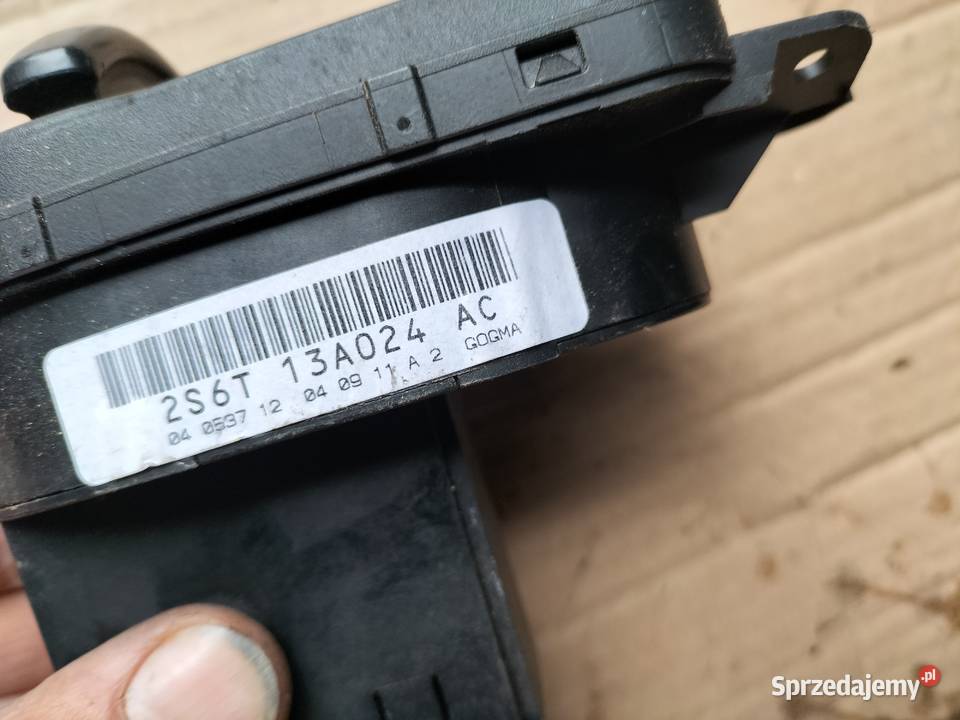 2S6T 13A024 AC
04 0537 12 04 09 11 A 2 GOGMA
Sprzedajemy.pl